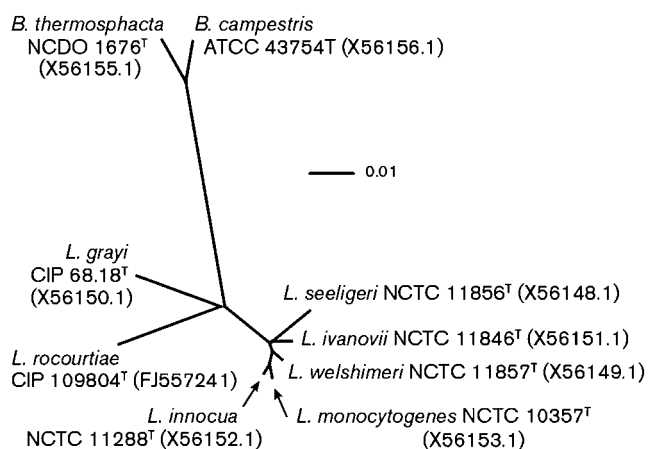 B. thermosphacta
NCDO 1676ᵀ
(X56155.1)
B. campestris
ATCC 43754T (X56156.1)
0.01
L. grayi
CIP 68.18ᵀ
(X56150.1)
L. seeligeri NCTC 11856ᵀ (X56148.1)
L. ivanovii NCTC 11846ᵀ (X56151.1)
L. welshimeri NCTC 11857ᵀ (X56149.1)
L. rocourtiae
CIP 109804ᵀ (FJ557241)
L. innocua
NCTC 11288ᵀ (X56152.1)
L. monocytogenes NCTC 10357ᵀ
(X56153.1)